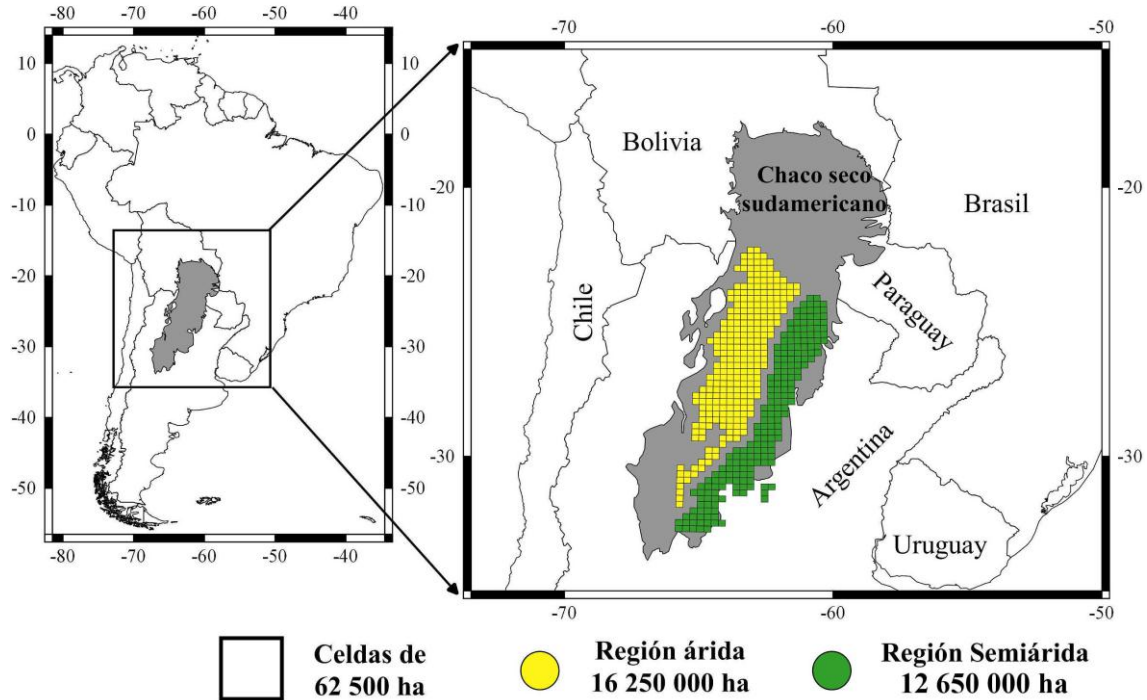 -80 -70 -60 -50 -40
10 10
0 0
-10 -10
-20 -20
-30 -30
-40 -40
-50 -50
-80 -70 -60 -50 -40
-70 -60 -50
-20 -20
-30 -30
-70 -60 -50
Bolivia
Chaco seco
sudamericano
Brasil
Chile
Paraguay
Argentina
Uruguay
Celdas de
62 500 ha
Región árida
16 250 000 ha
Región Semiárida
12 650 000 ha